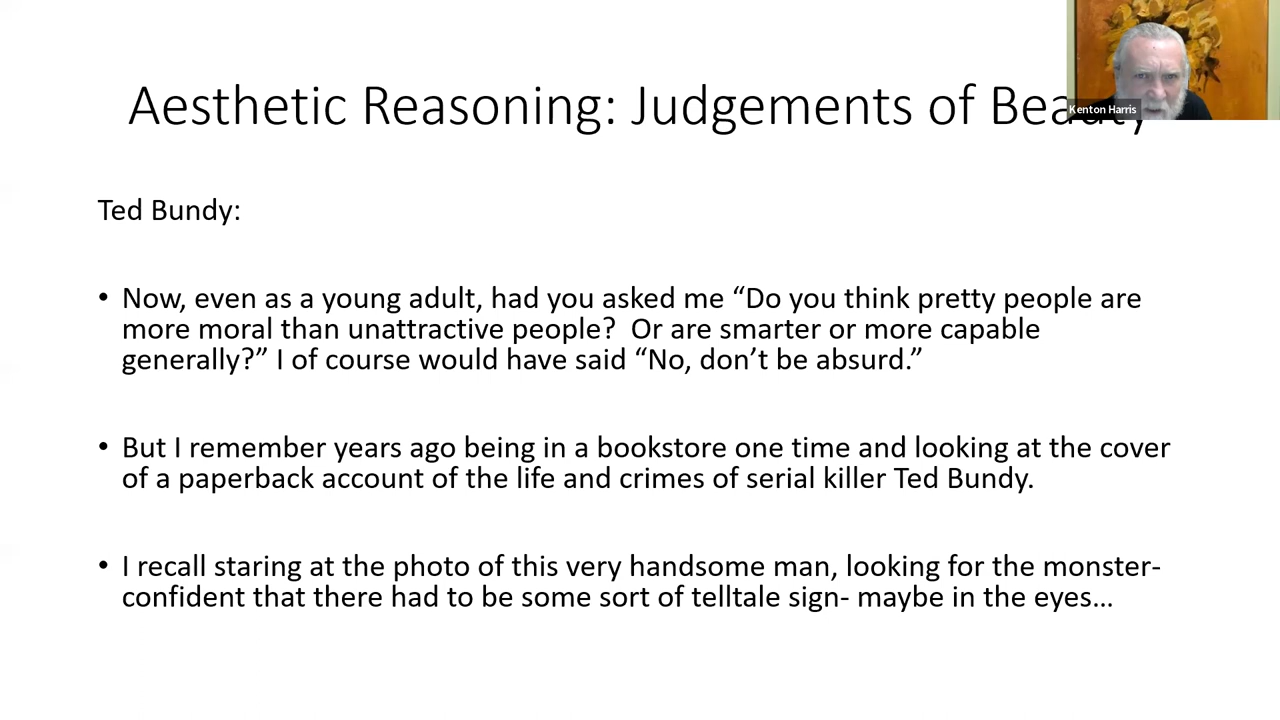 Aesthetic Reasoning: Judgements of Beauty
Kenton Harris
Ted Bundy:
• Now, even as a young adult, had you asked me “Do you think pretty people are
more moral than unattractive people?  Or are smarter or more capable
generally?” I of course would have said “No, don’t be absurd.”
• But I remember years ago being in a bookstore one time and looking at the cover
of a paperback account of the life and crimes of serial killer Ted Bundy.
• I recall staring at the photo of this very handsome man, looking for the monster-
confident that there had to be some sort of telltale sign- maybe in the eyes…